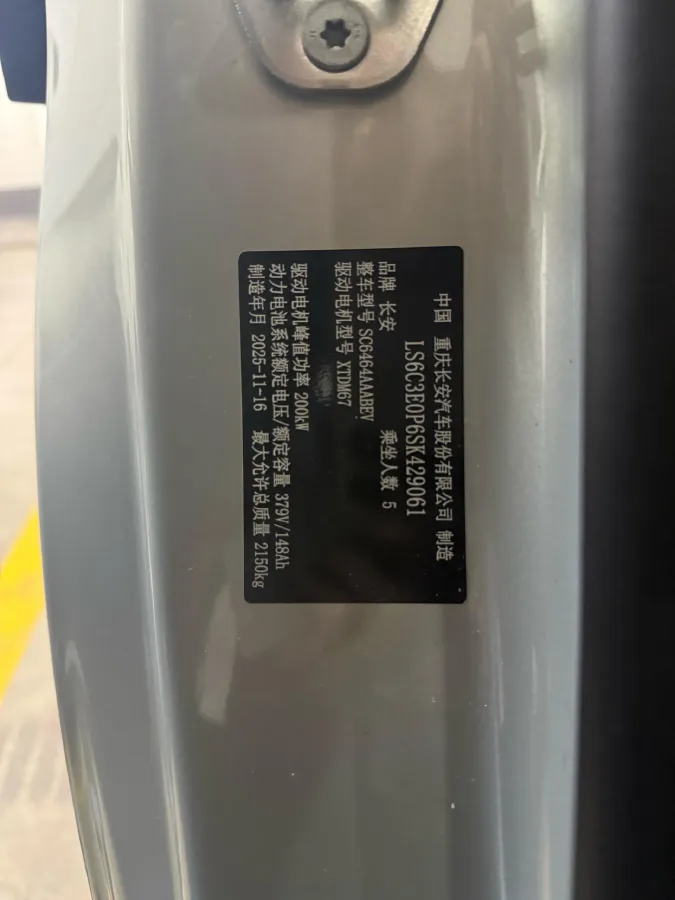 中国 重庆长安汽车股份有限公司 制造
LS6C3E0P6SK429061
品牌 长安 乘坐人数 5
整车型号 SC6464AAABEV
驱动电机型号 XTDM67
驱动电机峰值功率 200kW
动力电池系统额定电压/额定容量 379V/148Ah
制造年月 2025-11-16 最大允许总质量 2150kg